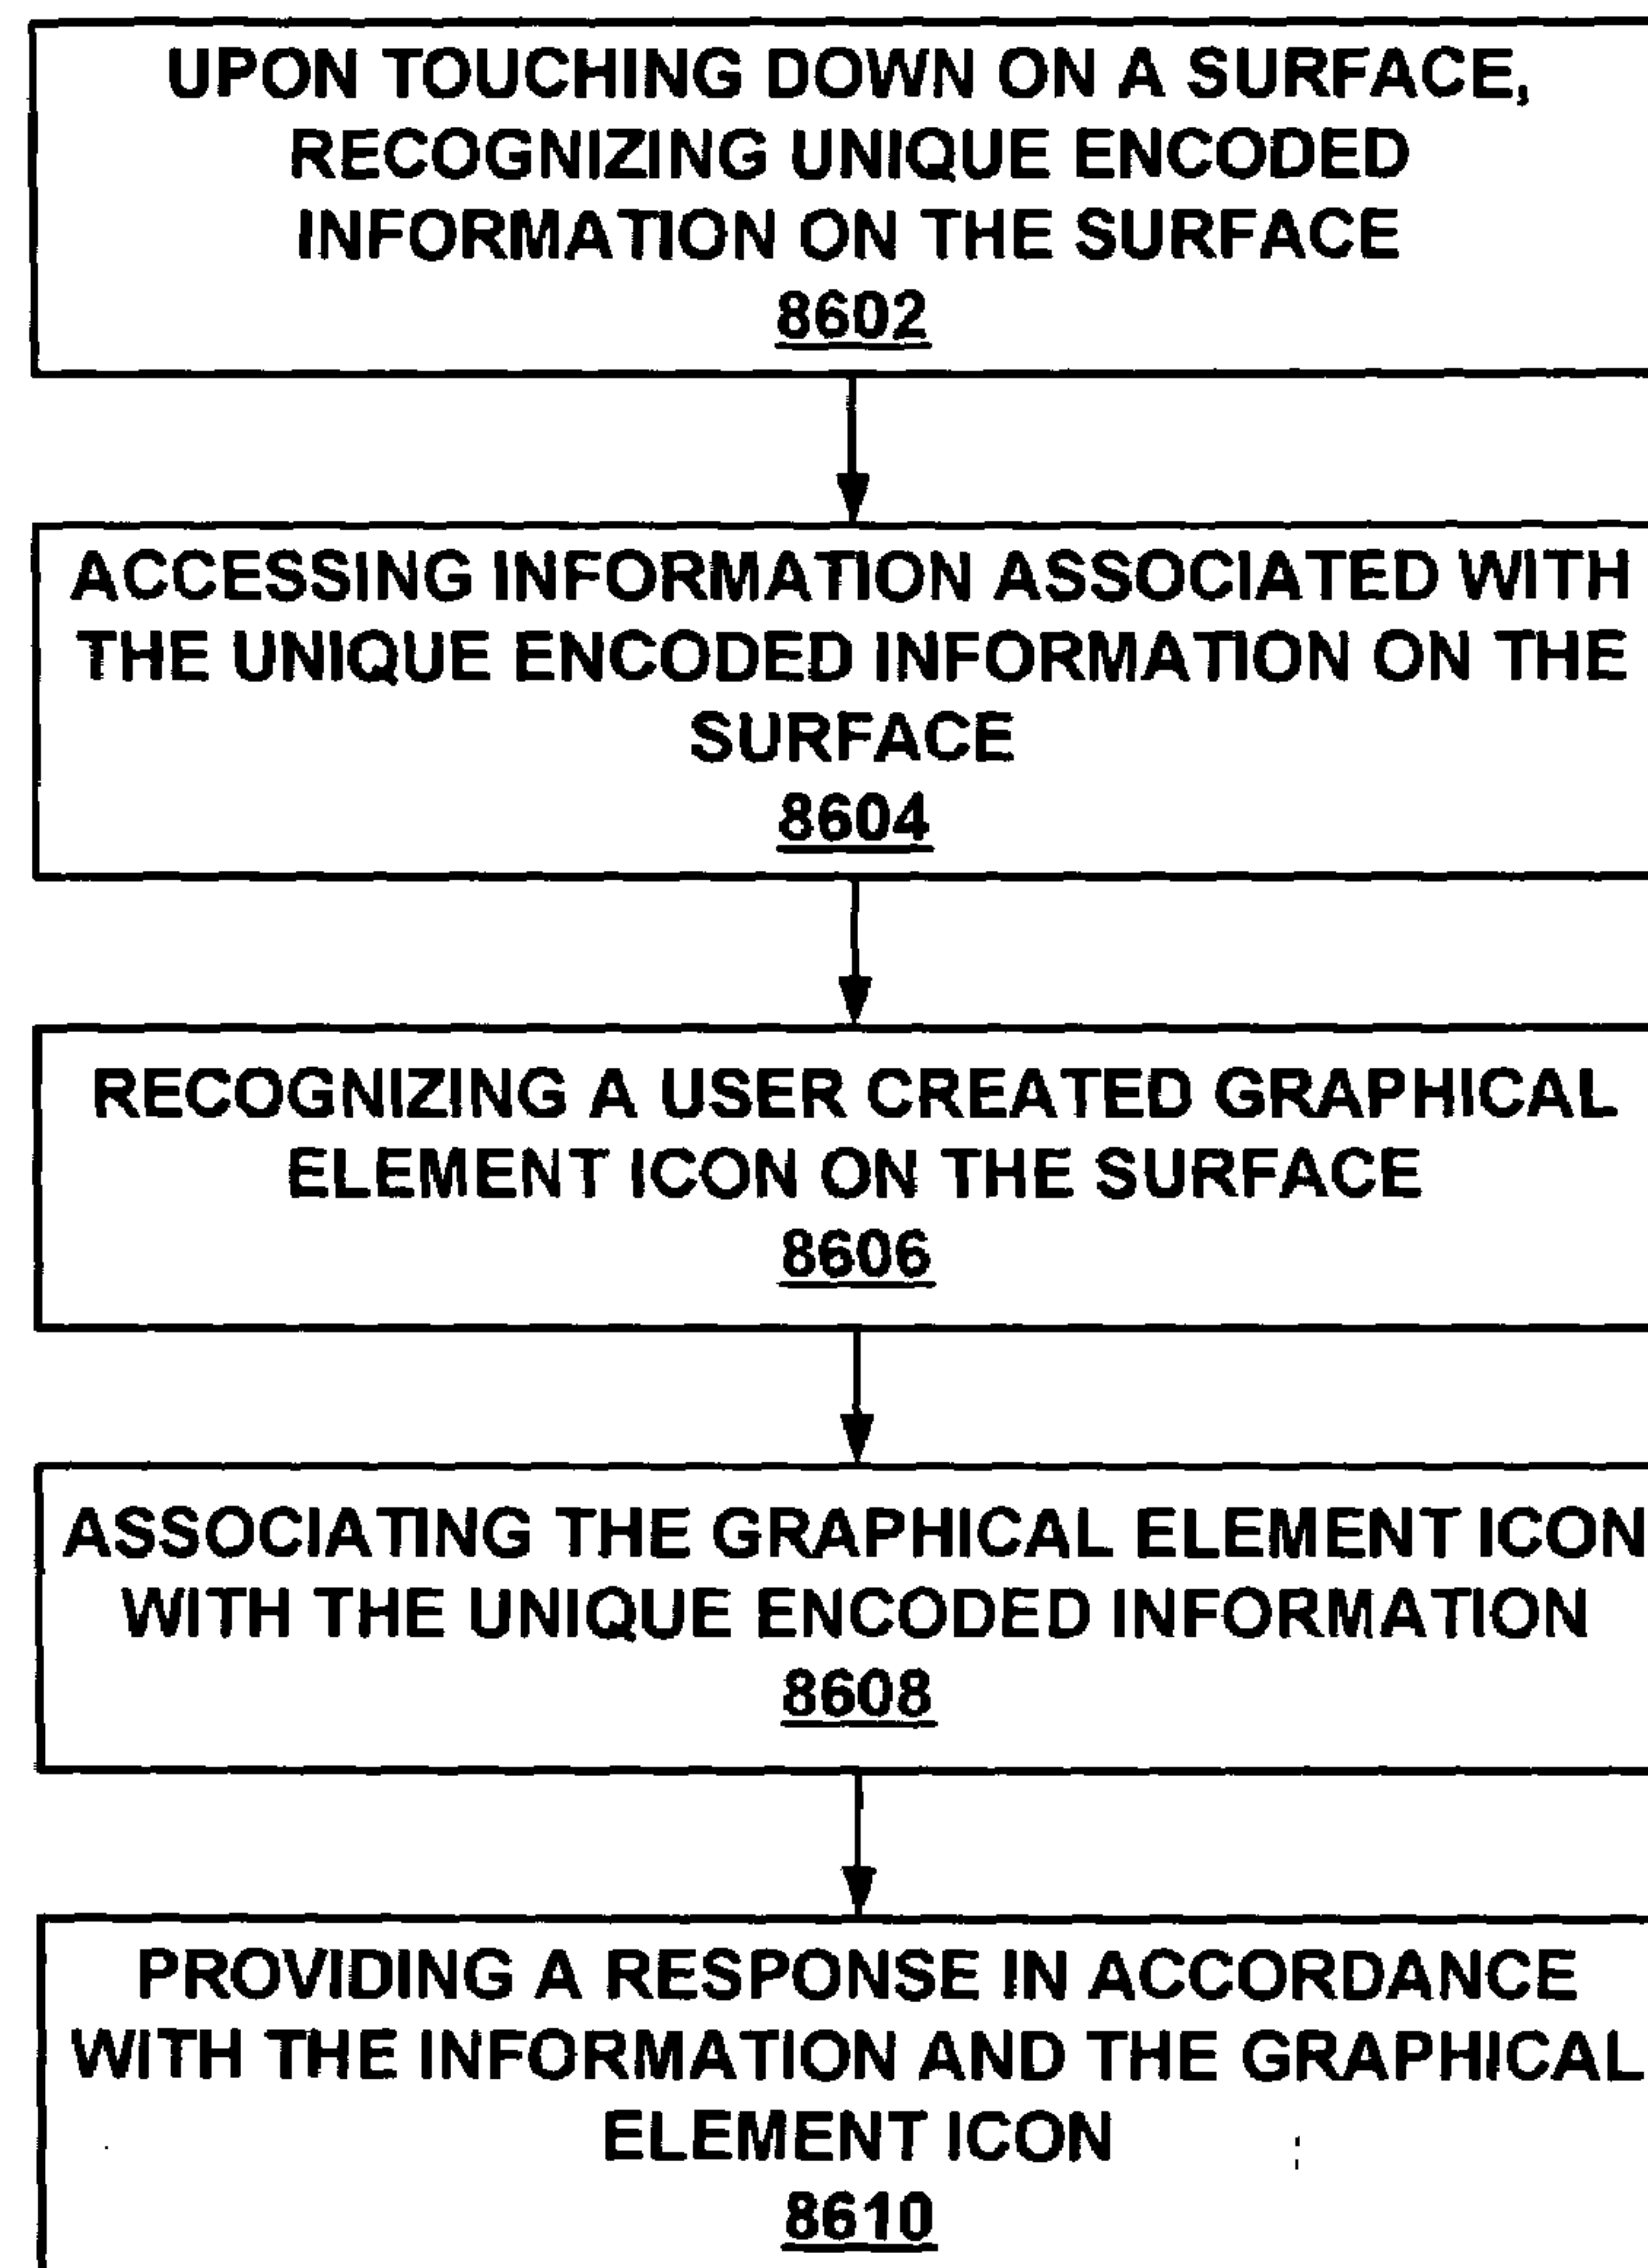 UPON TOUCHING DOWN ON A SURFACE,
RECOGNIZING UNIQUE ENCODED
INFORMATION ON THE SURFACE
8602
ACCESSING INFORMATION ASSOCIATED WITH
THE UNIQUE ENCODED INFORMATION ON THE
SURFACE
8604
RECOGNIZING A USER CREATED GRAPHICAL
ELEMENT ICON ON THE SURFACE
8606
ASSOCIATING THE GRAPHICAL ELEMENT ICON
WITH THE UNIQUE ENCODED INFORMATION
8608
PROVIDING A RESPONSE IN ACCORDANCE
WITH THE INFORMATION AND THE GRAPHICAL
ELEMENT ICON
8610